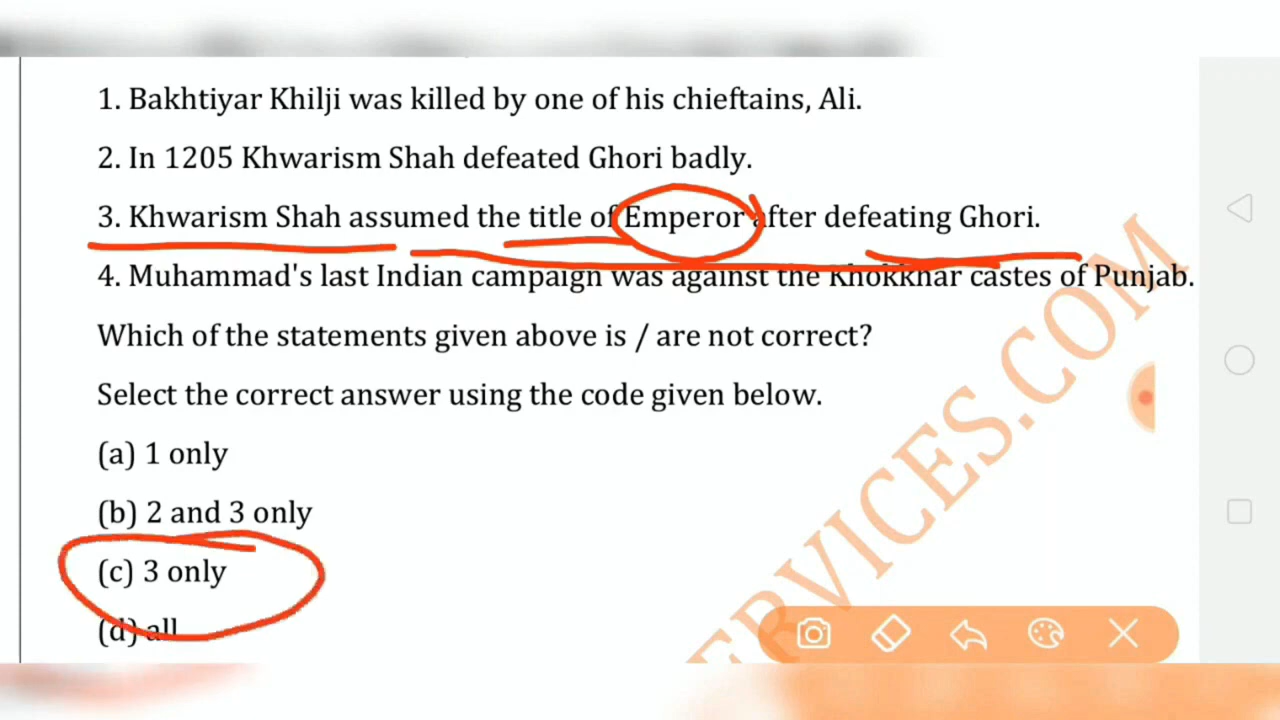 1. Bakhtiyar Khilji was killed by one of his chieftains, Ali.
2. In 1205 Khwarism Shah defeated Ghori badly.
3. Khwarism Shah assumed the title of Emperor after defeating Ghori.
4. Muhammad's last Indian campaign was against the Khokkhar castes of Punjab.
Which of the statements given above is / are not correct?
Select the correct answer using the code given below.
(a) 1 only
(b) 2 and 3 only
(c) 3 only
(d) all
ERVICES.COM